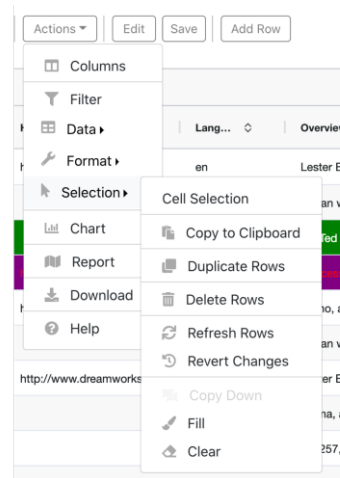 Actions Edit Save Add Row
Columns
Filter
Data
Lang... Overview
Format
en Lester B
Selection
Cell Selection
Chart
Copy to Clipboard
Ted
Report
Duplicate Rows
Download
Delete Rows
Help
Refresh Rows
Revert Changes
http://www.dreamworks
Copy Down
Fill
257,
Clear